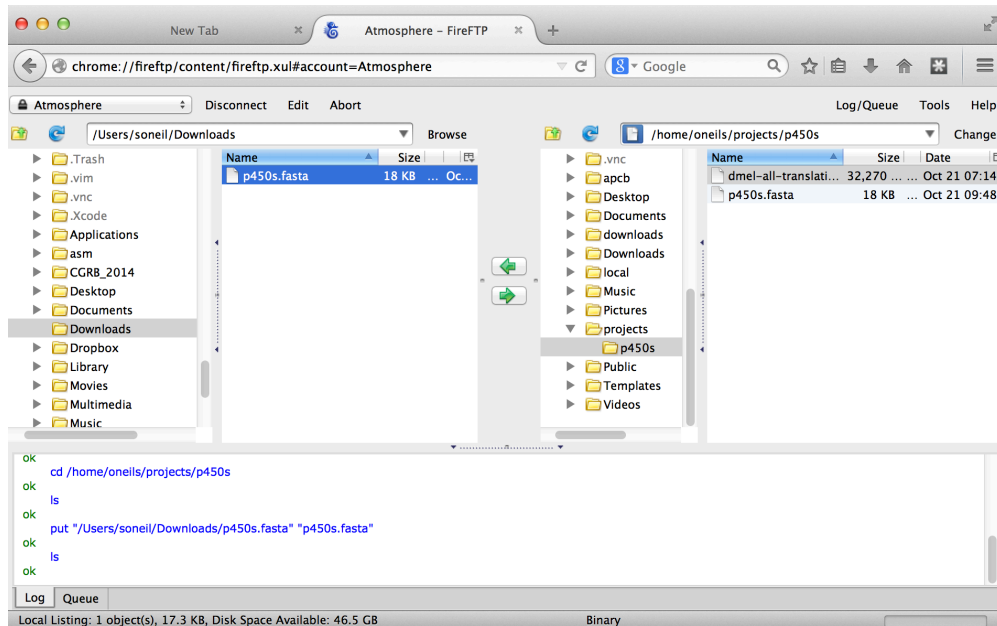 New Tab × Atmosphere – FireFTP × +
chrome://fireftp/content/fireftp.xul#account=Atmosphere Google
Atmosphere Disconnect Edit Abort Log/Queue Tools Help
/Users/soneil/Downloads Browse /home/oneils/projects/p450s Change
.Trash
.vim
.vnc
.Xcode
Applications
asm
CGRB_2014
Desktop
Documents
Downloads
Dropbox
Library
Movies
Multimedia
Music
Name Size
p450s.fasta 18 KB ... Oc...
.vnc
apcb
Desktop
Documents
downloads
Downloads
local
Music
Pictures
projects
p450s
Public
Templates
Videos
Name Size Date
dmel-all-translati... 32,270 ... ... Oct 21 07:14
p450s.fasta 18 KB ... Oct 21 09:48
ok
cd /home/oneils/projects/p450s
ok
ls
ok
put "/Users/soneil/Downloads/p450s.fasta" "p450s.fasta"
ok
ls
ok
Log Queue
Local Listing: 1 object(s), 17.3 KB, Disk Space Available: 46.5 GB Binary